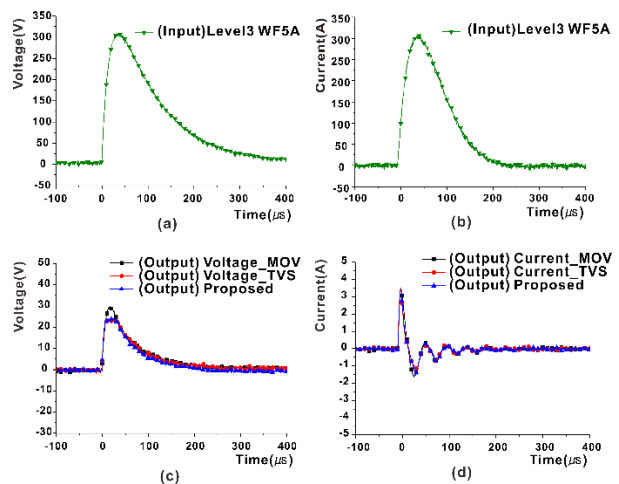 Voltage(V)
350
300
250
200
150
100
50
0
50
(Input)Level3 WF5A
-100 0 100 200 300 400
Time(μs)
(a)
Current(A)
350
300
250
200
150
100
50
0
50
(Input)Level3 WF5A
-100 0 100 200 300 400
Time(μs)
(b)
Voltage(V)
50
40
30
20
10
0
-10
-20
-30
(Output) Voltage_MOV
(Output) Voltage_TVS
(Output) Proposed
-100 0 100 200 300 400
Time(μs)
(c)
Current(A)
5
4
3
2
1
0
-1
-2
-3
-4
-5
(Output) Current_MOV
(Output) Current_TVS
(Output) Proposed
-100 0 100 200 300 400
Time(μs)
(d)